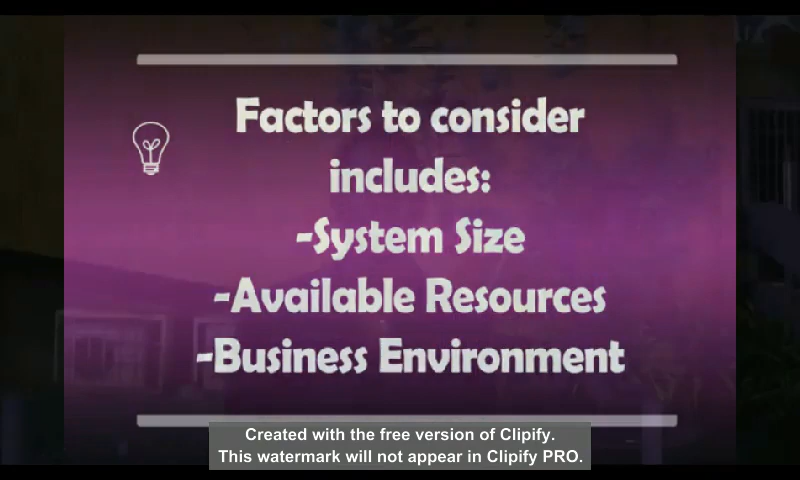 Factors to consider
includes:
-System Size
-Available Resources
-Business Environment
Created with the free version of Clipify.
This watermark will not appear in Clipify PRO.